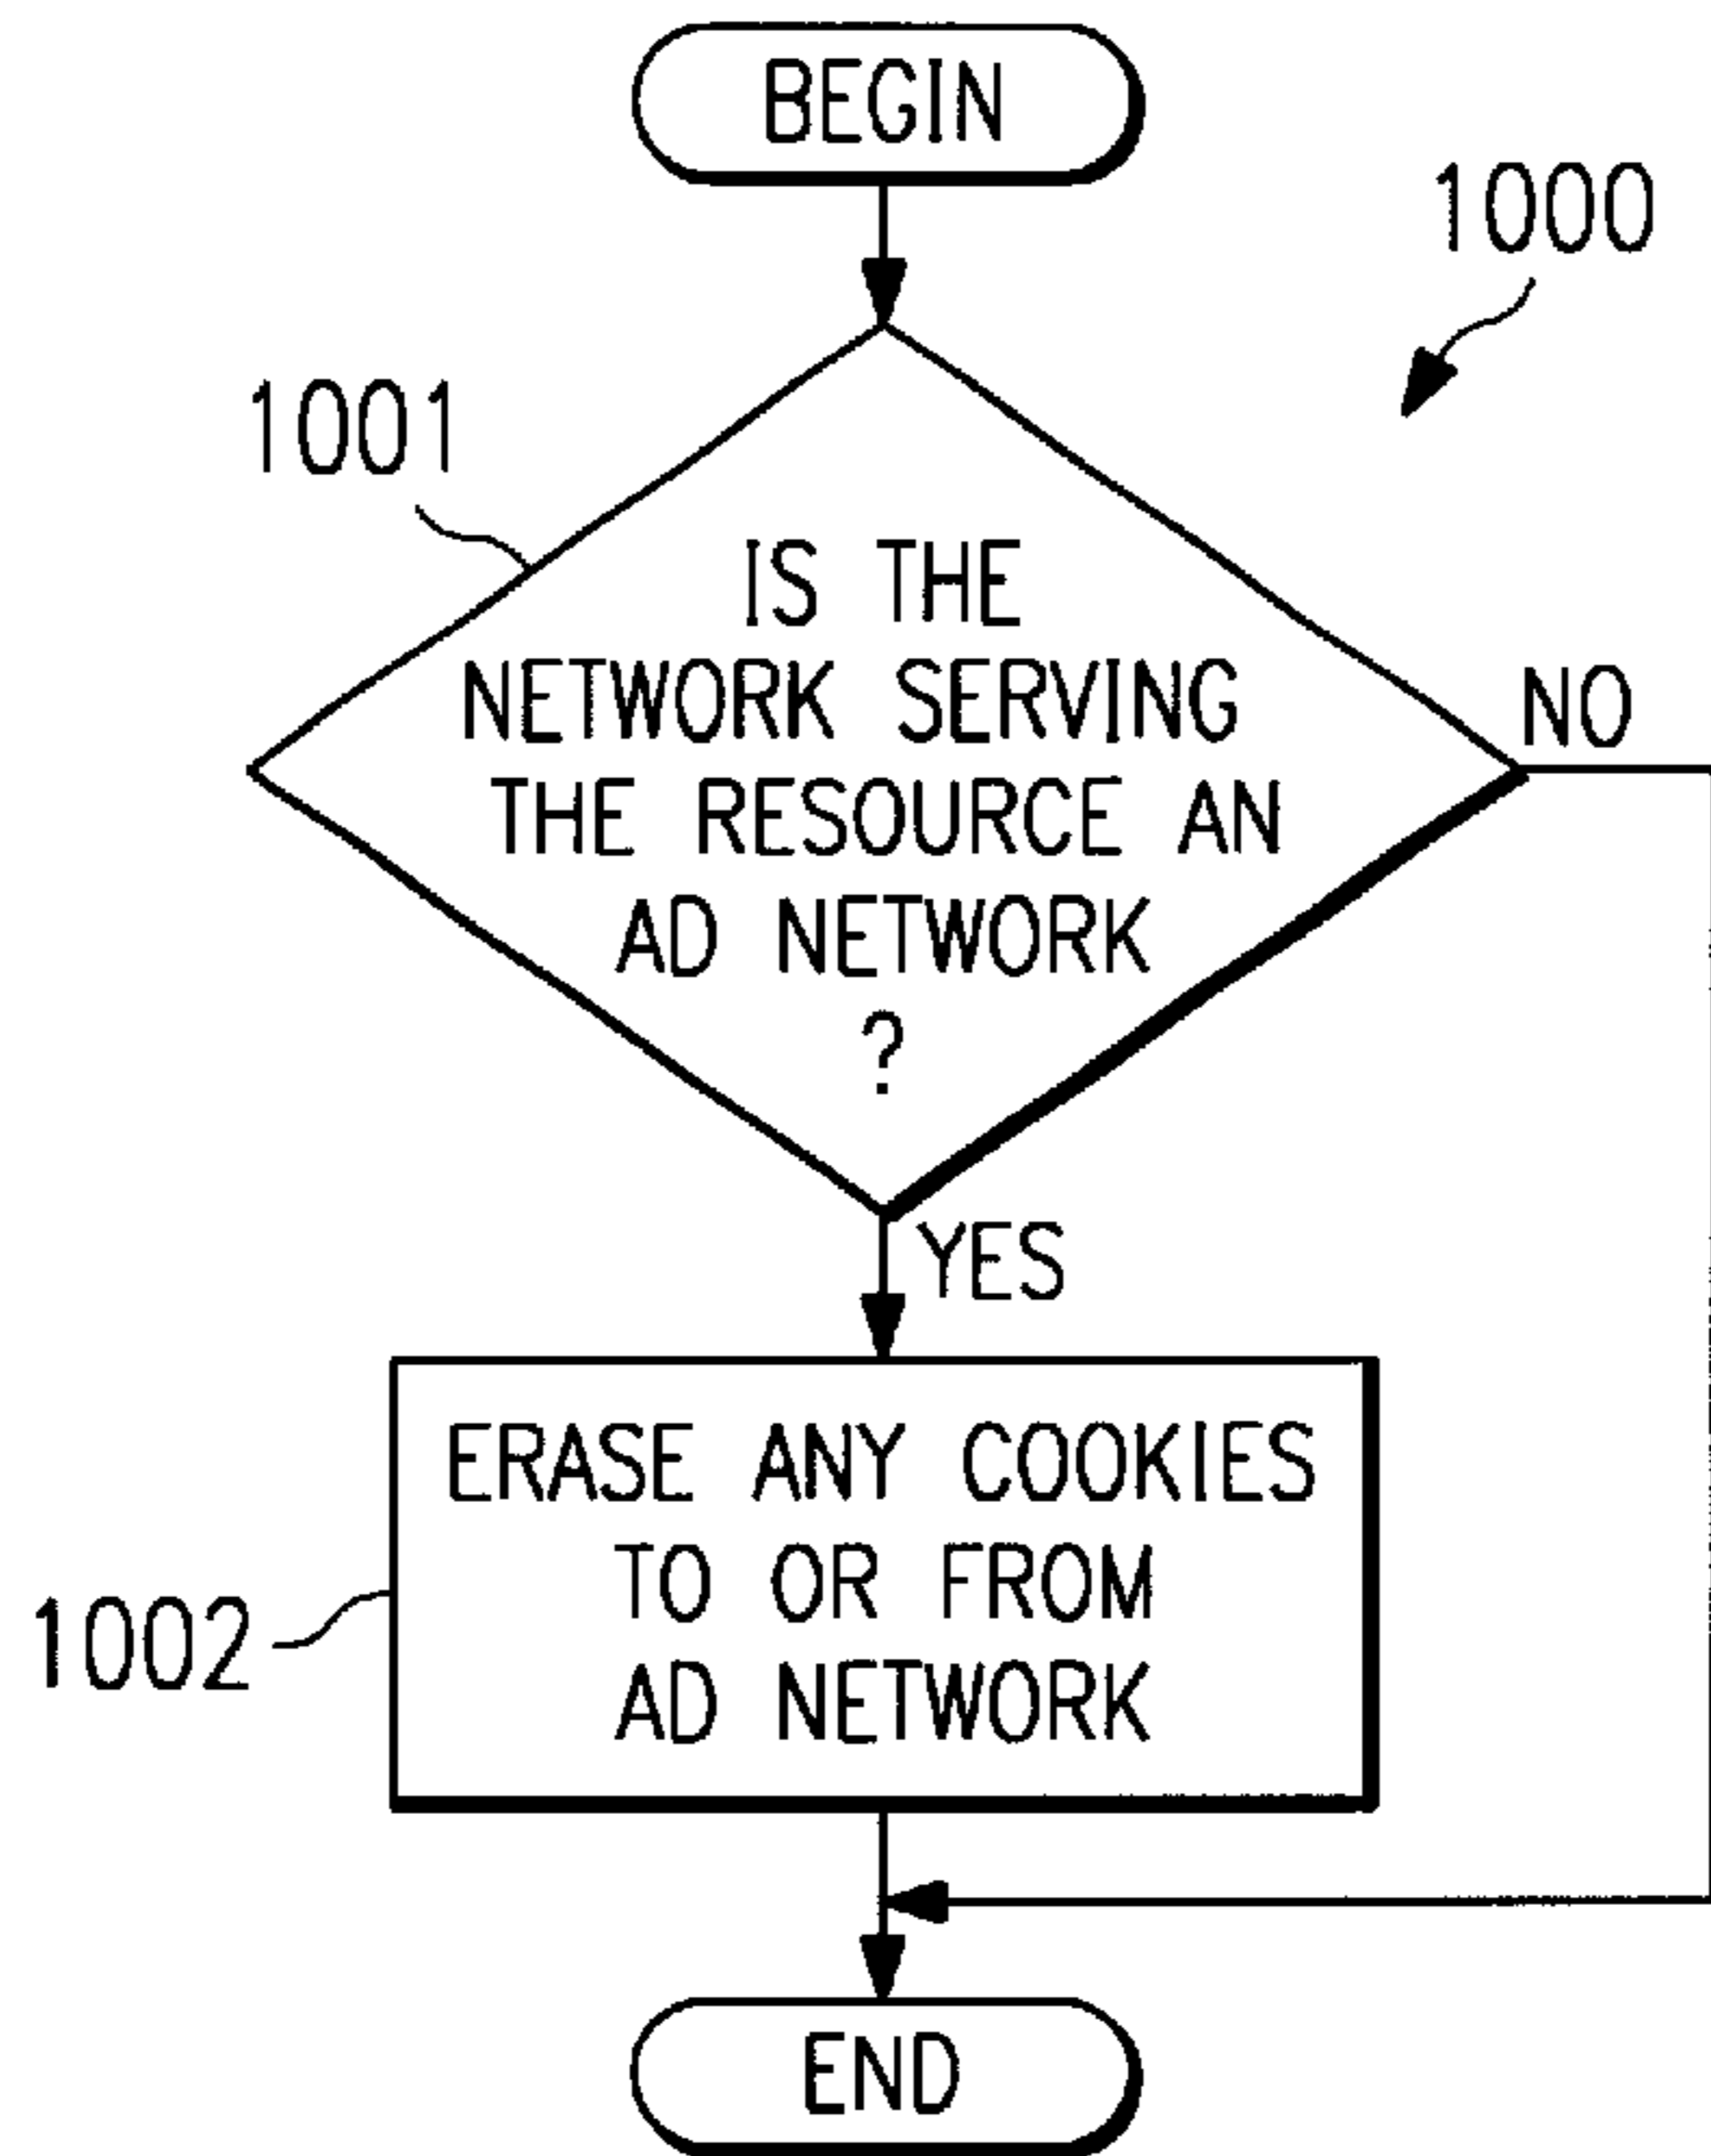 BEGIN
1000
1001
IS THE
NETWORK SERVING
THE RESOURCE AN
AD NETWORK
?
NO
YES
ERASE ANY COOKIES
TO OR FROM
AD NETWORK
1002
END